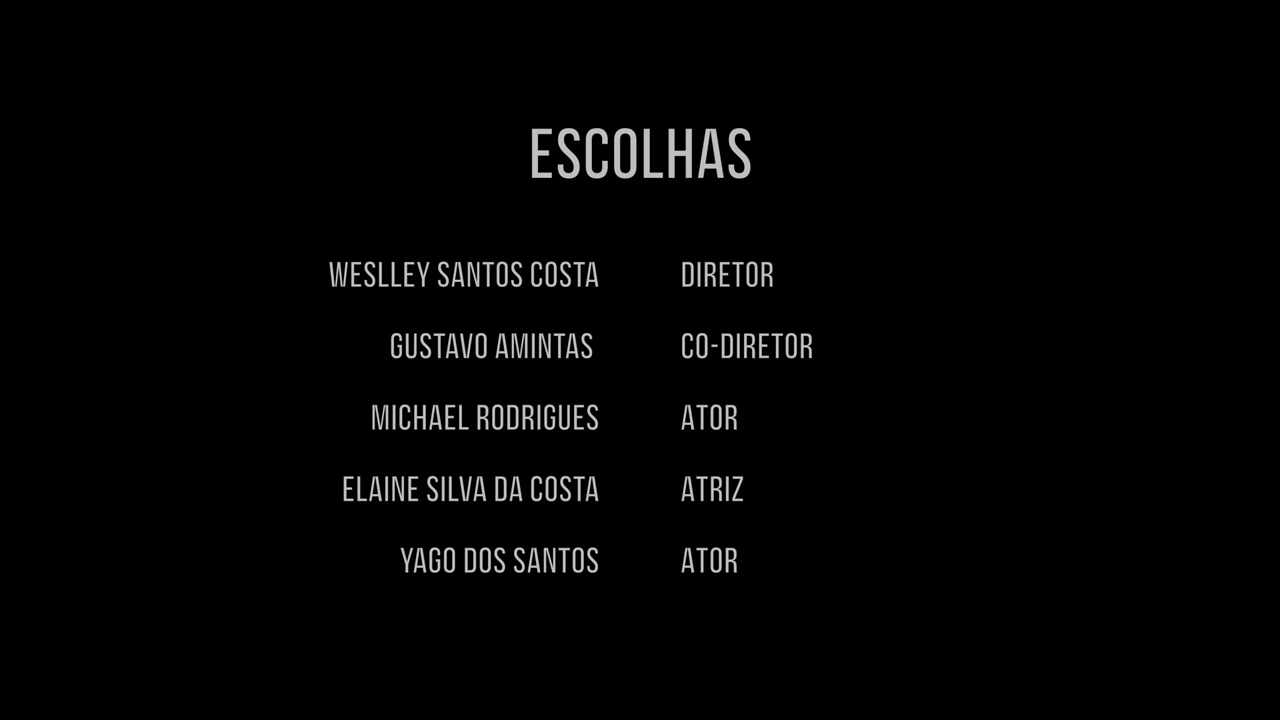 ESCOLHAS
WESLLEY SANTOS COSTA DIRETOR
GUSTAVO AMINTAS CO-DIRETOR
MICHAEL RODRIGUES ATOR
ELAINE SILVA DA COSTA ATRIZ
YAGO DOS SANTOS ATOR